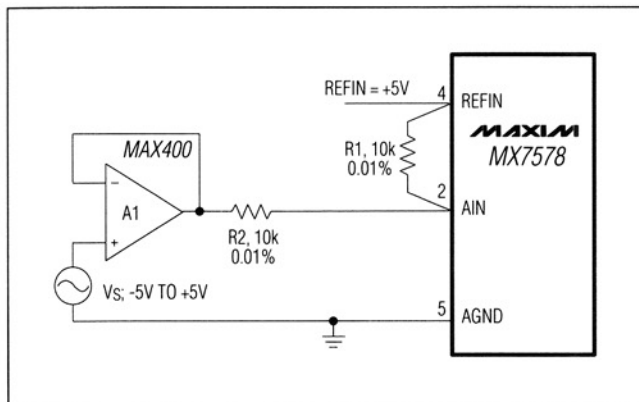 REFIN = +5V
4
REFIN
MAXIM
MX7578
MAX400
R1, 10k
0.01%
−
A1
+
2
AIN
R2, 10k
0.01%
VS; -5V TO +5V
5
AGND